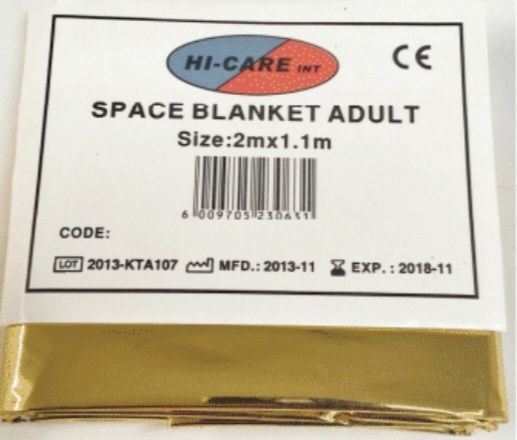 HI-CARE INT
CE
SPACE BLANKET ADULT
Size:2mx1.1m
6 009705 230631
CODE:
LOT 2013-KTA107 MFD.: 2013-11 EXP.: 2018-11